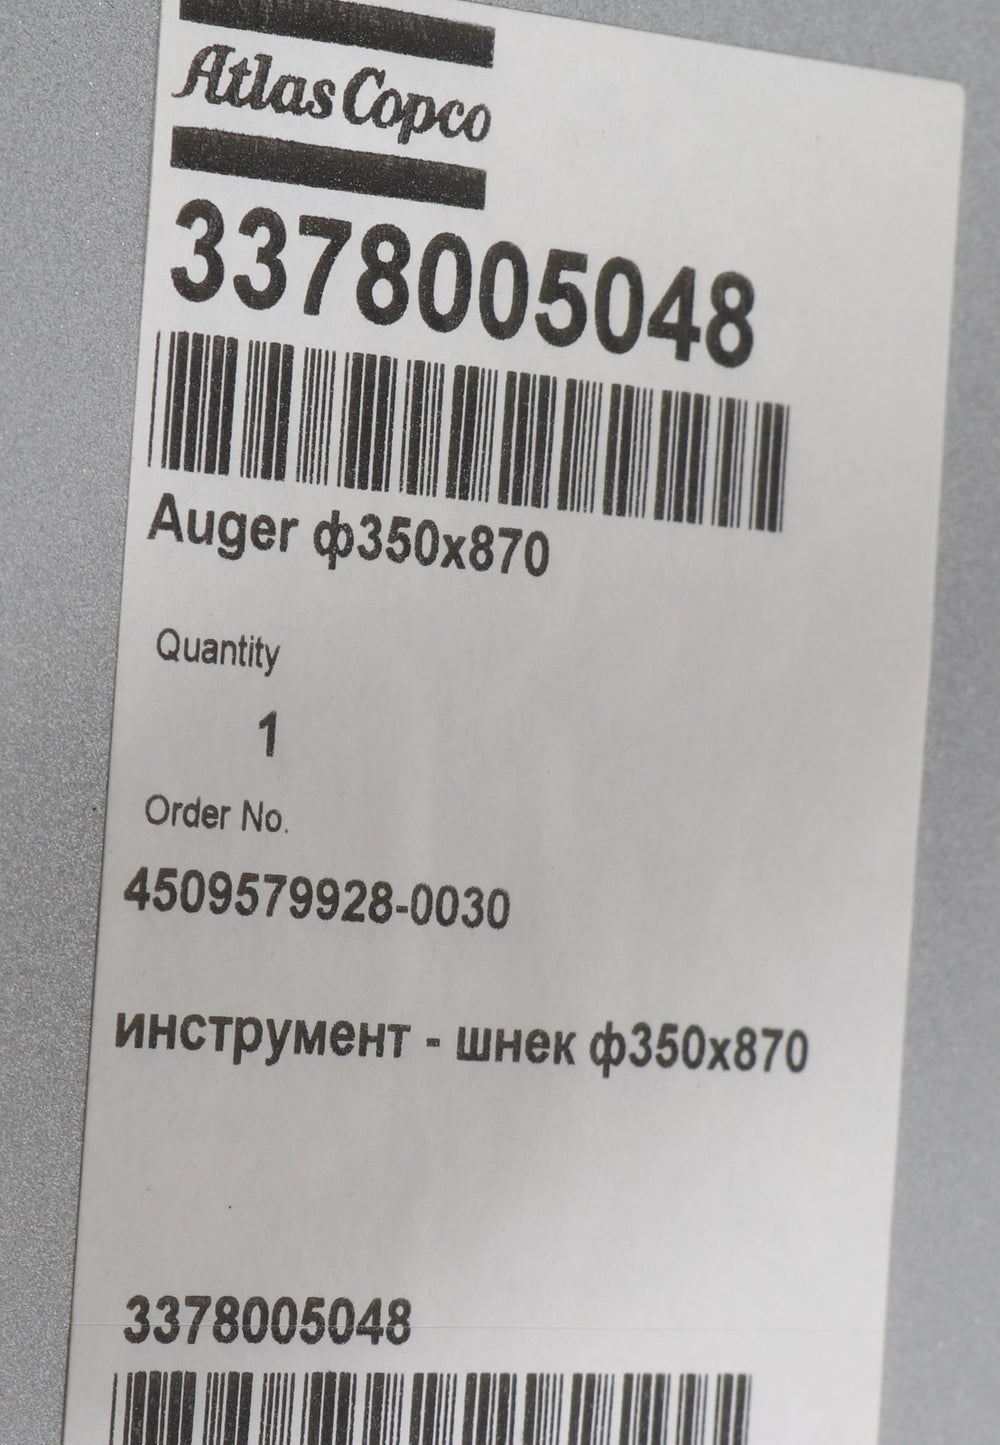 Atlas Copco
3378005048
Auger ф350x870
Quantity
1
Order No.
4509579928-0030
инструмент - шнек ф350x870
3378005048